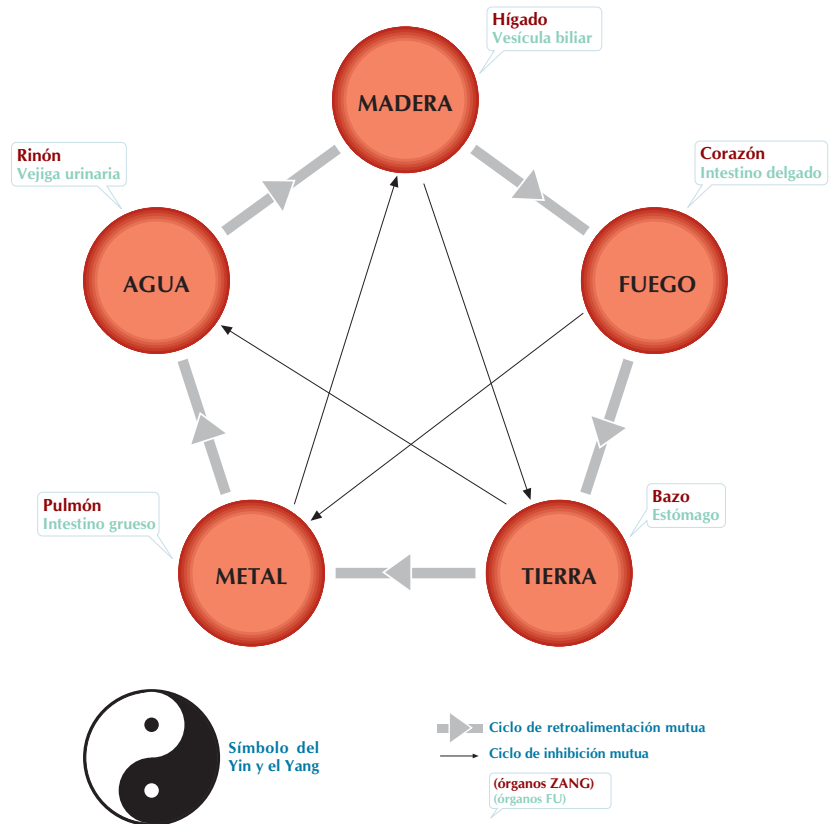 Hígado
Vesícula biliar
MADERA
Rinón
Vejiga urinaria
Corazón
Intestino delgado
AGUA
FUEGO
Pulmón
Intestino grueso
Bazo
Estómago
METAL
TIERRA
Símbolo del
Yin y el Yang
Ciclo de retroalimentación mutua
Ciclo de inhibición mutua
(órganos ZANG)
(órganos FU)